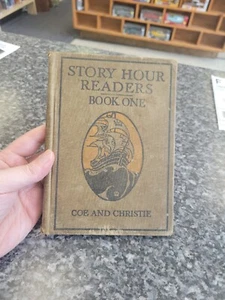 STORY HOUR
READERS
BOOK ONE
COE AND CHRISTIE